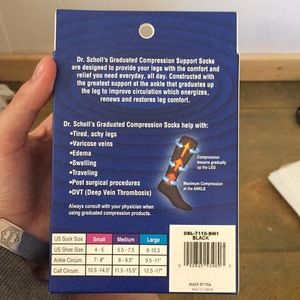 Dr. Scholl's Graduated Compression Support Socks
are designed to provide your legs with the comfort and
relief you need everyday, all day. Constructed with the
greatest support at the ankle that graduates up
the leg to improve circulation which energizes,
renews and restores leg comfort.
Dr. Scholl's Graduated Compression Socks help with:
•Tired, achy legs
•Varicose veins
•Edema
•Swelling
•Traveling
•Post surgical procedures
•DVT (Deep Vein Thrombosis)
Compression
lessens gradually
up the LEG
Maximum Compression
at the ANKLE
Always consult with your physician when
using graduated compression products.
US Sock Size Small Medium Large
US Shoe Size 4 - 5 5.5 - 7.5 8-10.5
Ankle Circum. 7" - 8" 8" - 9.5" 9.5"- 11"
Calf Circum. 10.5"-14.5" 11.5"-15.5" 12.5"-17"
DSL-7110-BM1
BLACK
MADE IN USA